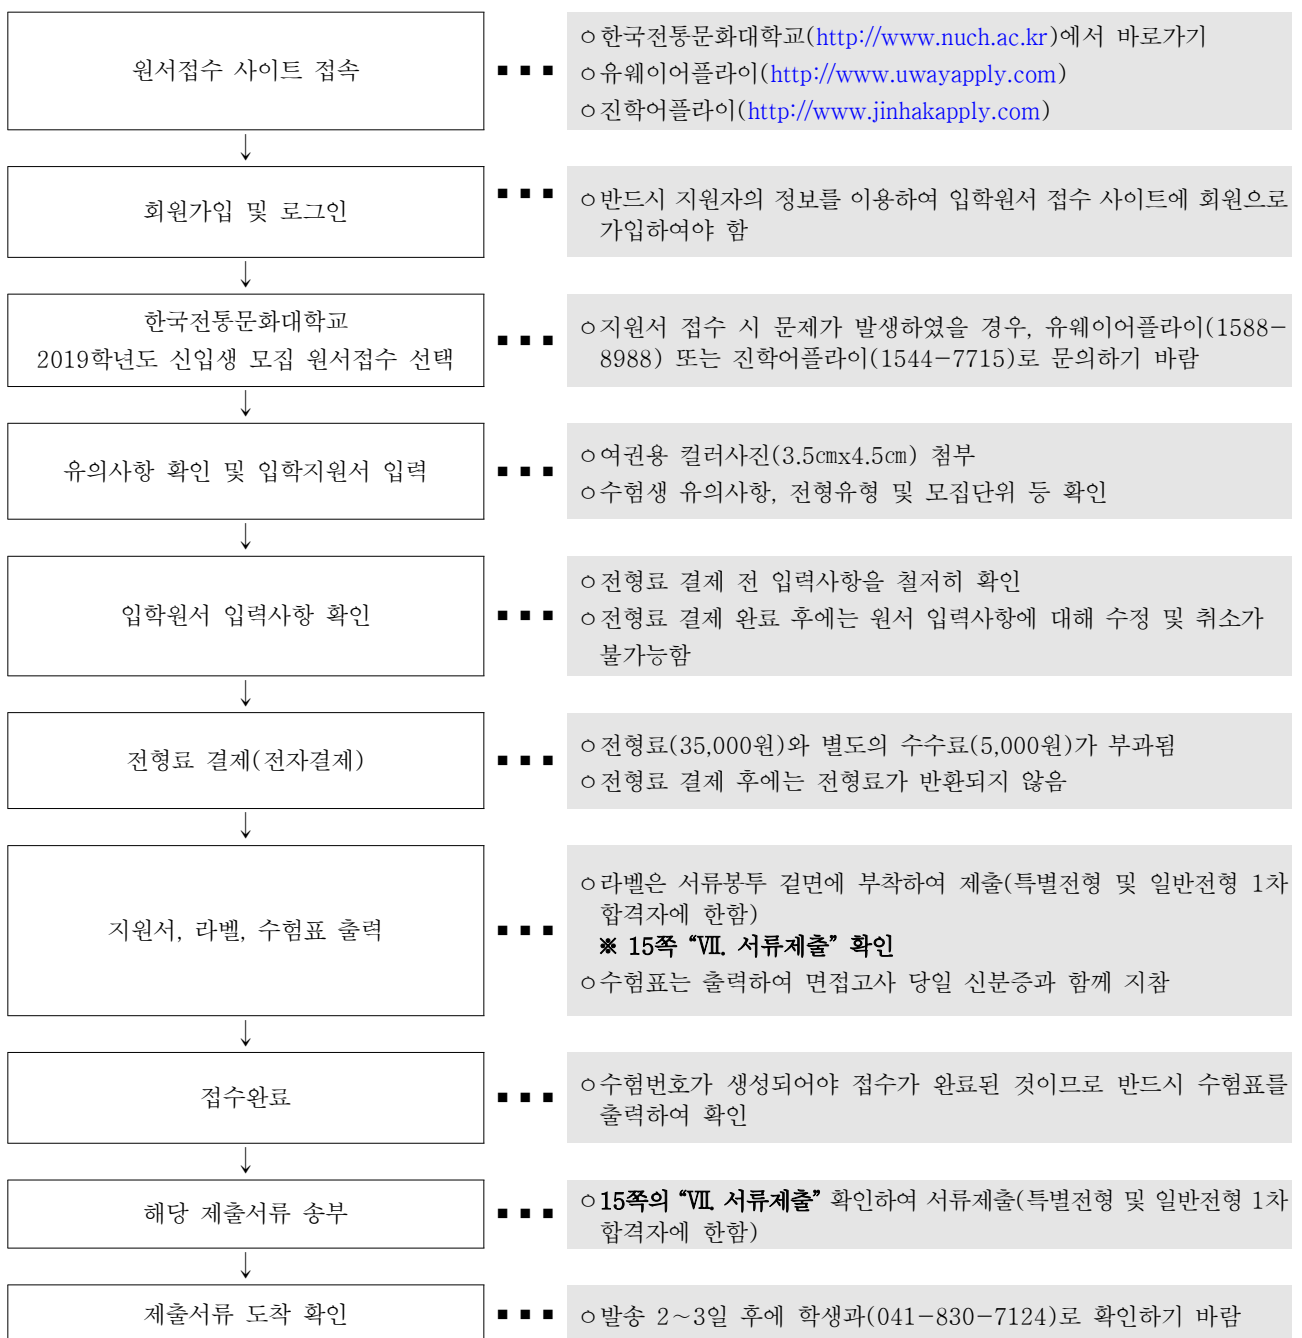 원서접수 사이트 접속
■ ■ ■
ㅇ한국전통문화대학교(http://www.nuch.ac.kr)에서 바로가기
ㅇ유웨이어플라이(http://www.uwayapply.com)
ㅇ진학어플라이(http://www.jinhakapply.com)
↓
회원가입 및 로그인
■ ■ ■
ㅇ반드시 지원자의 정보를 이용하여 입학원서 접수 사이트에 회원으로
가입하여야 함
↓
한국전통문화대학교
2019학년도 신입생 모집 원서접수 선택
■ ■ ■
ㅇ지원서 접수 시 문제가 발생하였을 경우, 유웨이어플라이(1588-
8988) 또는 진학어플라이(1544-7715)로 문의하기 바람
↓
유의사항 확인 및 입학지원서 입력
■ ■ ■
ㅇ여권용 컬러사진(3.5㎝x4.5㎝) 첨부
ㅇ수험생 유의사항, 전형유형 및 모집단위 등 확인
↓
입학원서 입력사항 확인
■ ■ ■
ㅇ전형료 결제 전 입력사항을 철저히 확인
ㅇ전형료 결제 완료 후에는 원서 입력사항에 대해 수정 및 취소가
불가능함
↓
전형료 결제(전자결제)
■ ■ ■
ㅇ전형료(35,000원)와 별도의 수수료(5,000원)가 부과됨
ㅇ전형료 결제 후에는 전형료가 반환되지 않음
↓
지원서, 라벨, 수험표 출력
■ ■ ■
ㅇ라벨은 서류봉투 겉면에 부착하여 제출(특별전형 및 일반전형 1차
합격자에 한함)
※ 15쪽 “Ⅶ. 서류제출” 확인
ㅇ수험표는 출력하여 면접고사 당일 신분증과 함께 지참
↓
접수완료
■ ■ ■
ㅇ수험번호가 생성되어야 접수가 완료된 것이므로 반드시 수험표를
출력하여 확인
↓
해당 제출서류 송부
■ ■ ■
ㅇ15쪽의 “Ⅶ. 서류제출” 확인하여 서류제출(특별전형 및 일반전형 1차
합격자에 한함)
↓
제출서류 도착 확인
■ ■ ■
ㅇ발송 2~3일 후에 학생과(041-830-7124)로 확인하기 바람